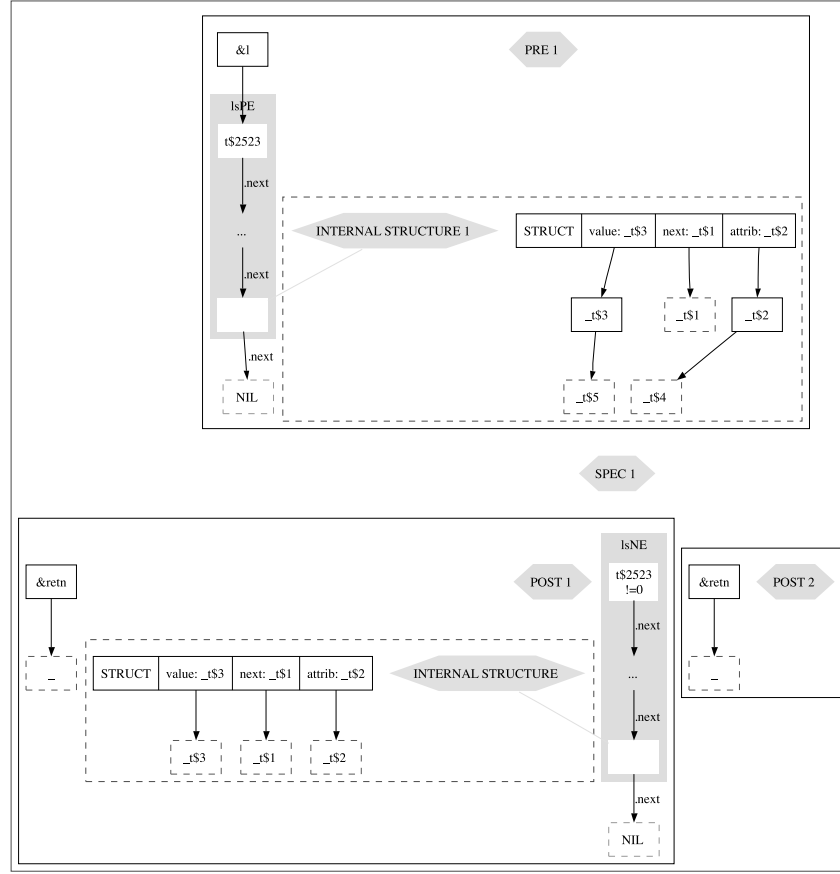 &l
PRE 1
lsPE
t$2523
.next
...
INTERNAL STRUCTURE 1
STRUCT value: _t$3 next: _t$1 attrib: _t$2
.next
_t$3 _t$1 _t$2
.next
NIL
_t$5 _t$4
SPEC 1
lsNE
&retn
POST 1
t$2523
!=0
&retn
POST 2
.next
_
STRUCT value: _t$3 next: _t$1 attrib: _t$2
INTERNAL STRUCTURE
...
_
.next
_t$3 _t$1 _t$2
.next
NIL